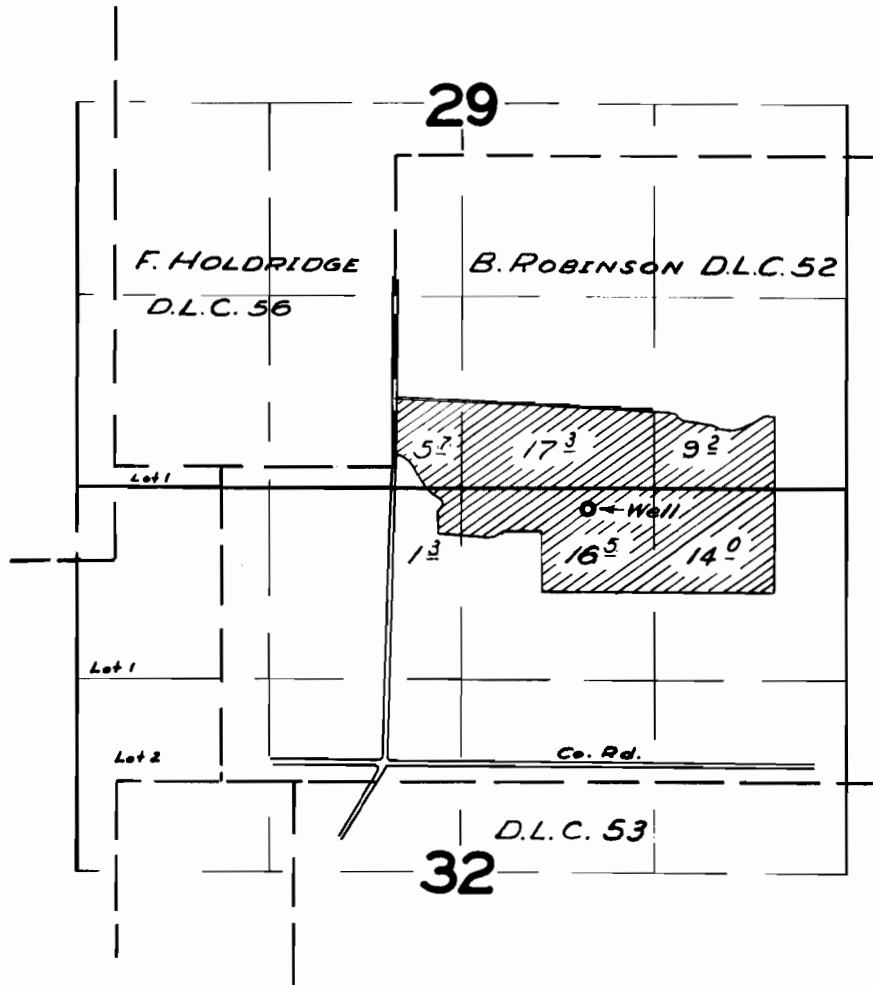 29
F. HOLDRIDGE
D.L.C. 56
B. ROBINSON D.L.C. 52
5 7
17 3
9 2
Lot 1
Well
1 3
16 5
14 0
Lot 1
Lot 2
Co. Rd.
D.L.C. 53
32